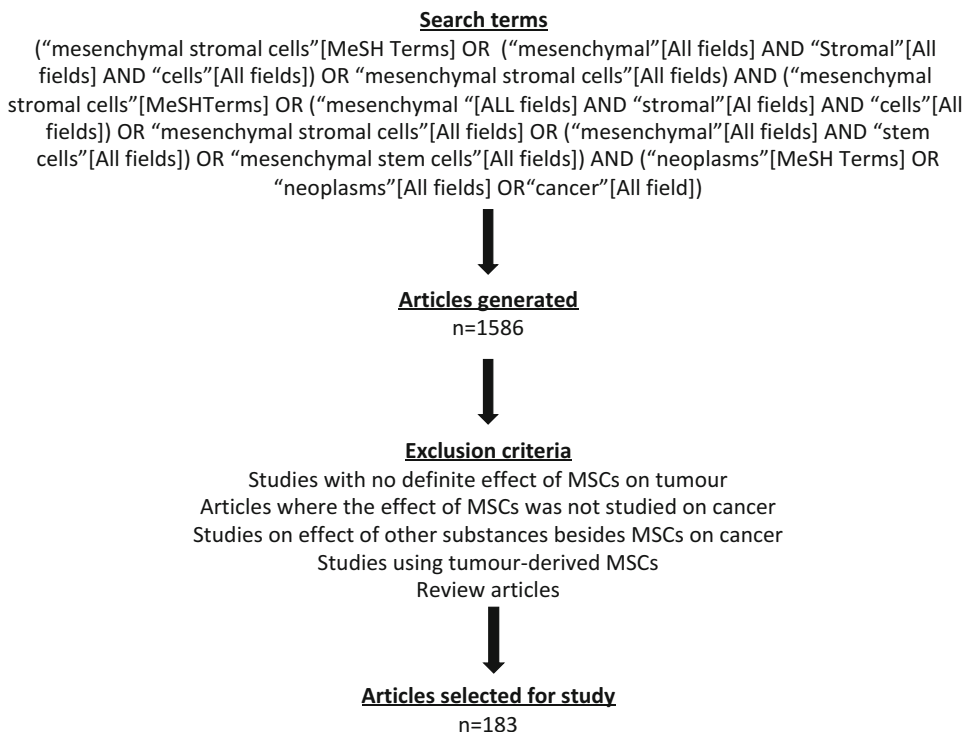 Search terms
(“mesenchymal stromal cells”[MeSH Terms] OR (“mesenchymal”[All fields] AND “Stromal”[All
fields] AND “cells”[All fields]) OR “mesenchymal stromal cells”[All fields) AND (“mesenchymal
stromal cells”[MeSHTerms] OR (“mesenchymal “[ALL fields] AND “stromal”[Al fields] AND “cells”[All
fields]) OR “mesenchymal stromal cells”[All fields] OR (“mesenchymal”[All fields] AND “stem
cells”[All fields]) OR “mesenchymal stem cells”[All fields]) AND (“neoplasms”[MeSH Terms] OR
“neoplasms”[All fields] OR“cancer”[All field])
Articles generated
n=1586
Exclusion criteria
Studies with no definite effect of MSCs on tumour
Articles where the effect of MSCs was not studied on cancer
Studies on effect of other substances besides MSCs on cancer
Studies using tumour-derived MSCs
Review articles
Articles selected for study
n=183